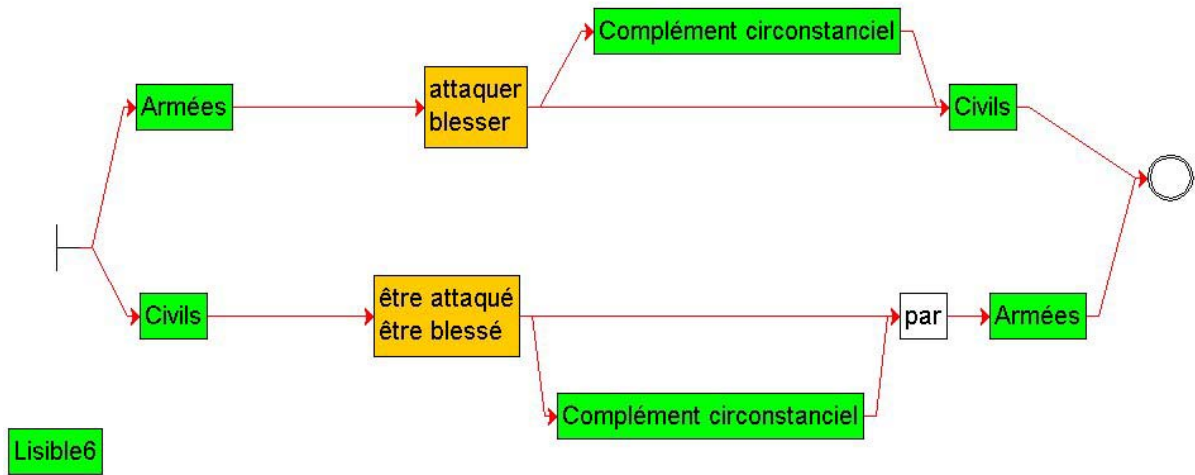 Complément circonstanciel
Armées
attaquer
blesser
Civils
Civils
être attaqué
être blessé
par
Armées
Complément circonstanciel
Lisible6